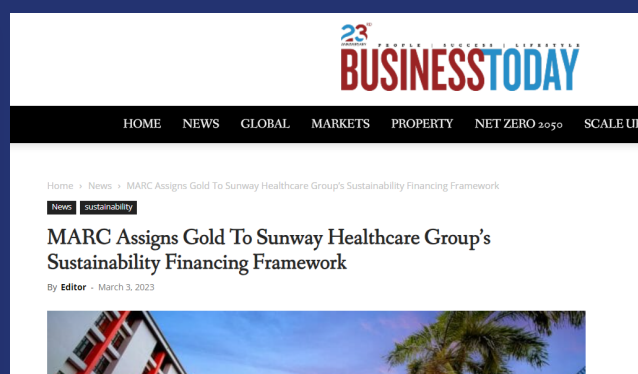 23RD
ANNIVERSARY
PEOPLE | SUCCESS | LIFESTYLE
BUSINESSTODAY
HOME NEWS GLOBAL MARKETS PROPERTY NET ZERO 2050 SCALE UP
Home › News › MARC Assigns Gold To Sunway Healthcare Group's Sustainability Financing Framework
News sustainability
MARC Assigns Gold To Sunway Healthcare Group's
Sustainability Financing Framework
By Editor - March 3, 2023